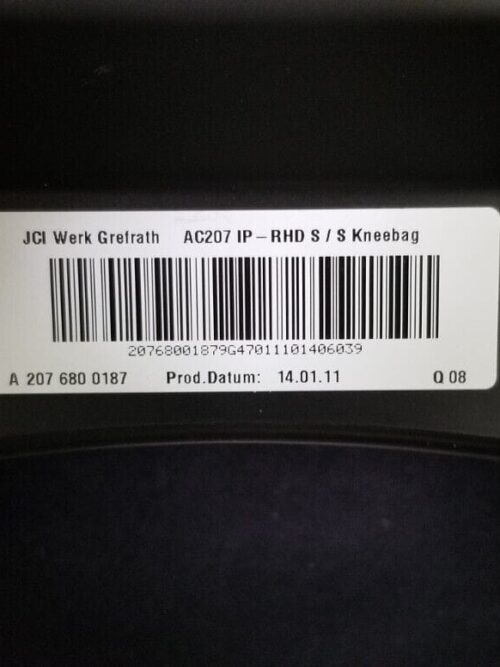 JCI Werk Grefrath AC207 IP-RHD S / S Kneebag
20768001879G47011101406039
A 207 680 0187 Prod.Datum: 14.01.11 Q 08